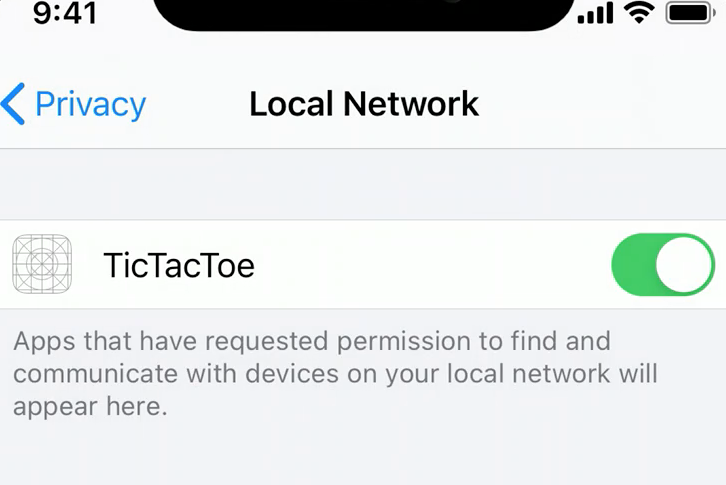 9:41
Privacy
Local Network
TicTacToe
Apps that have requested permission to find and
communicate with devices on your local network will
appear here.